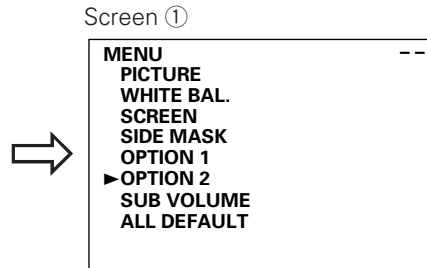 Screen ①
MENU – –
PICTURE
WHITE BAL.
SCREEN
SIDE MASK
OPTION 1
►OPTION 2
SUB VOLUME
ALL DEFAULT